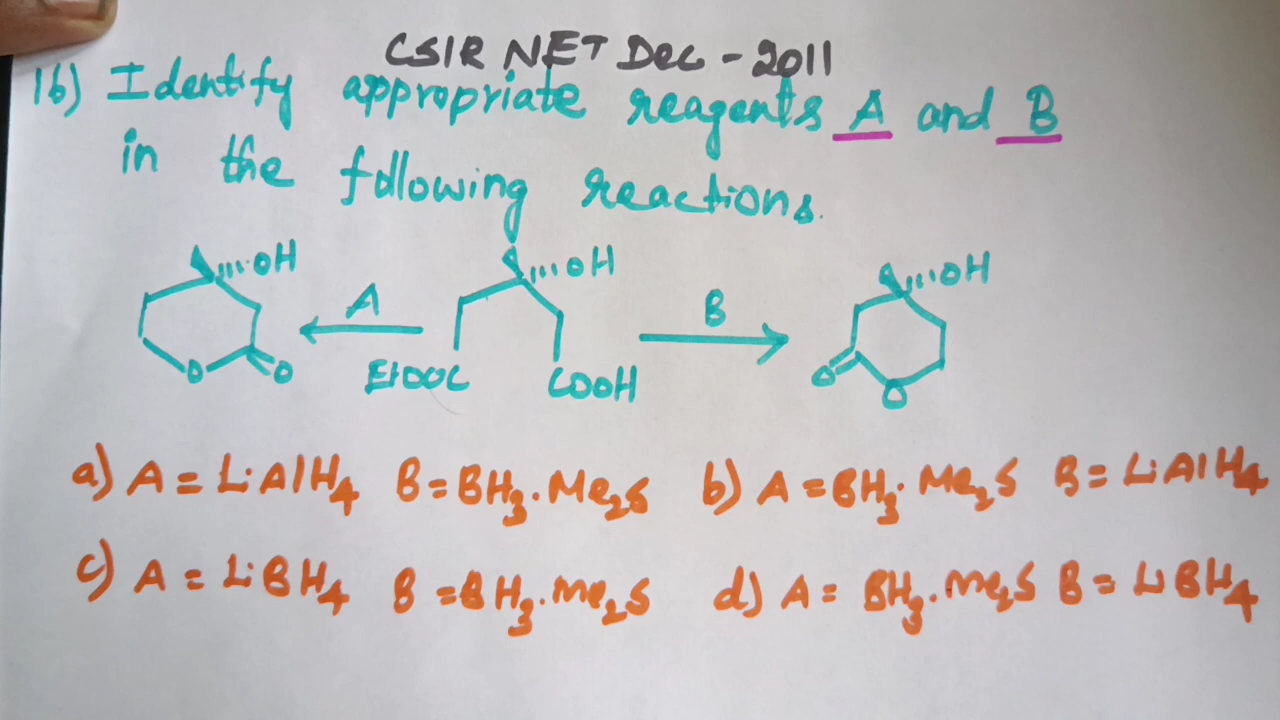 CSIR NET Dec - 2011
16) Identify appropriate reagents A and B
in the following reactions.
OH OH OH
A B
O O EtOOC COOH O O
a) A = LiAlH4 B = BH3.Me2S b) A = BH3.Me2S B = LiAlH4
c) A = LiBH4 B = BH3.Me2S d) A = BH3.Me2S B = LiBH4